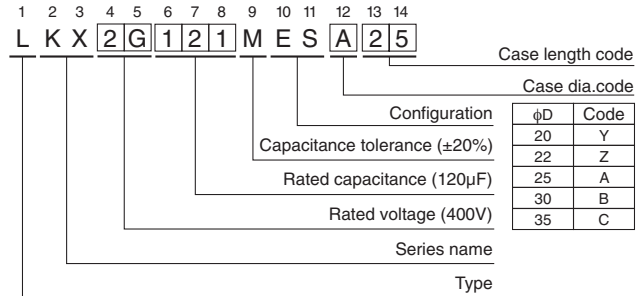 1 2 3 4 5 6 7 8 9 10 11 12 13 14
L K X 2 G 1 2 1 M E S A 2 5
Case length code
Case dia.code
Configuration
Capacitance tolerance (±20%)
Rated capacitance (120µF)
Rated voltage (400V)
Series name
Type
ϕD Code
20 Y
22 Z
25 A
30 B
35 C